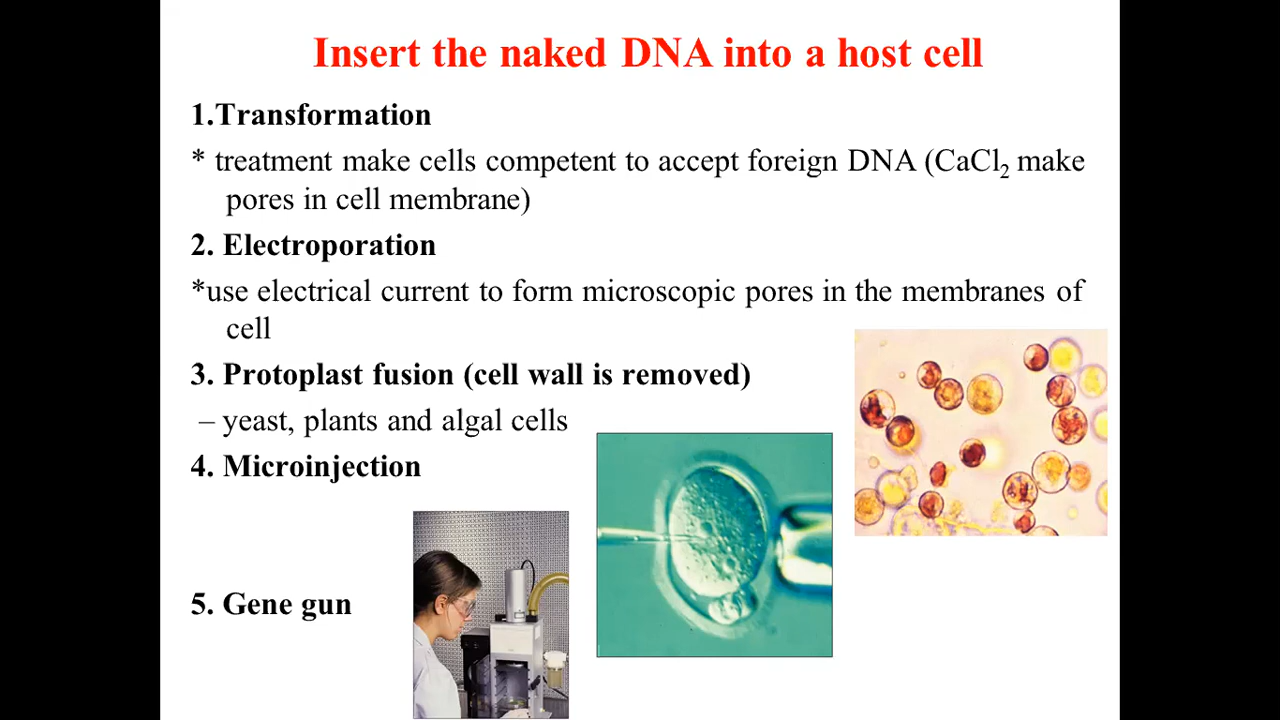 Insert the naked DNA into a host cell
1.Transformation
* treatment make cells competent to accept foreign DNA (CaCl₂ make
pores in cell membrane)
2. Electroporation
*use electrical current to form microscopic pores in the membranes of
cell
3. Protoplast fusion (cell wall is removed)
– yeast, plants and algal cells
4. Microinjection
5. Gene gun